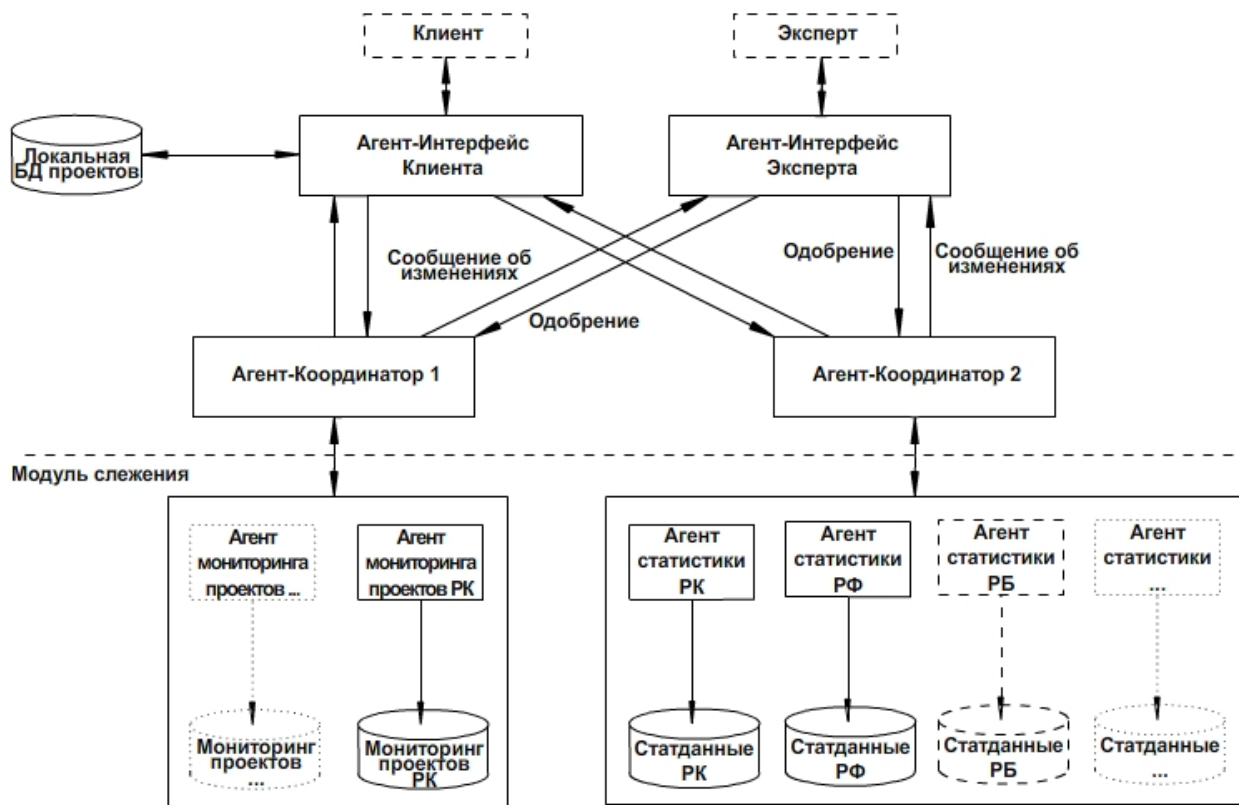 Клиент
Эксперт
Агент-Интерфейс
Клиента
Агент-Интерфейс
Эксперта
Локальная
БД проектов
Сообщение об
изменениях
Одобрение
Сообщение об
изменениях
Одобрение
Агент-Координатор 1
Агент-Координатор 2
Модуль слежения
Агент
мониторинга
проектов ...
Агент
мониторинга
проектов РК
Агент
статистики
РК
Агент
статистики
РФ
Агент
статистики
РБ
Агент
статистики
...
Мониторинг
проектов
...
Мониторинг
проектов
РК
Статданные
РК
Статданные
РФ
Статданные
РБ
Статданные
...